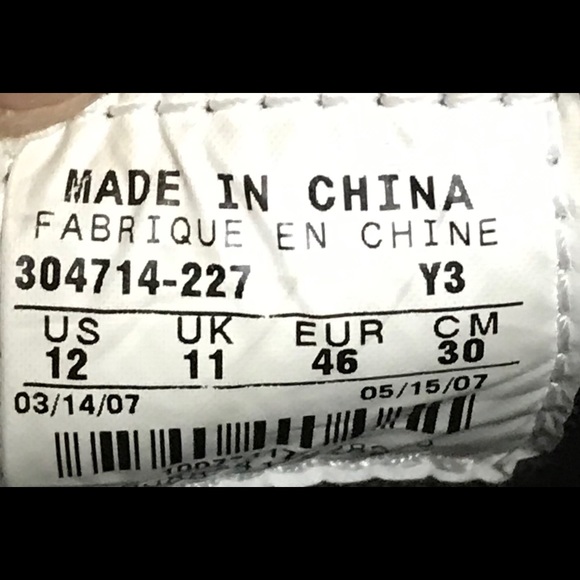 MADE IN CHINA
FABRIQUE EN CHINE
304714-227 Y3
US UK EUR CM
12 11 46 30
03/14/07 05/15/07